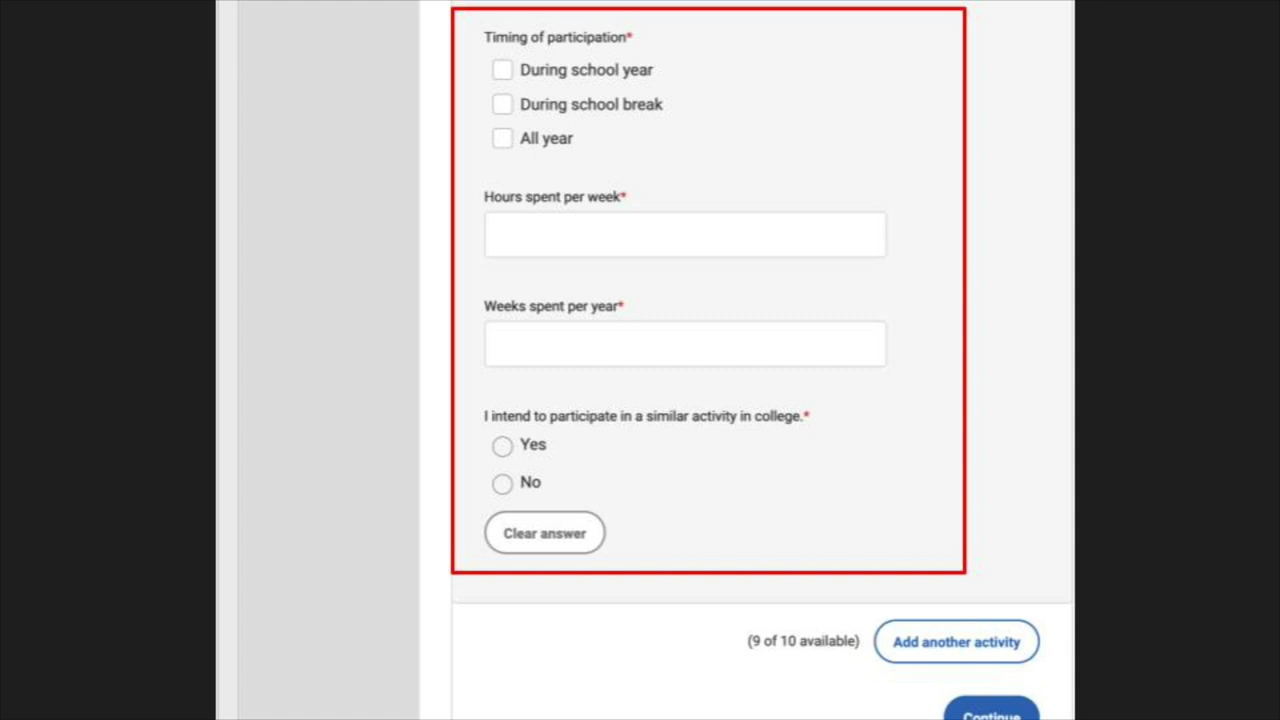 Timing of participation*
During school year
During school break
All year
Hours spent per week*
Weeks spent per year*
I intend to participate in a similar activity in college.*
Yes
No
Clear answer
(9 of 10 available)
Add another activity
Continue